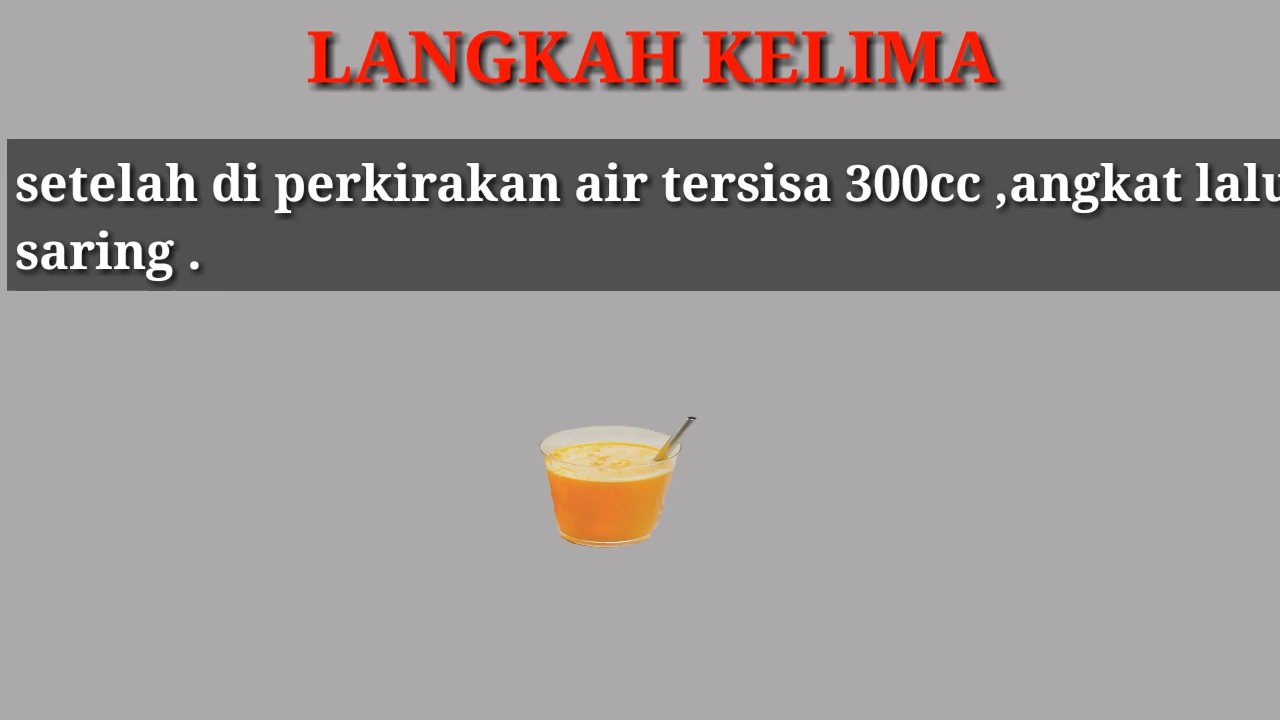 LANGKAH KELIMA
setelah di perkirakan air tersisa 300cc ,angkat lalu
saring .